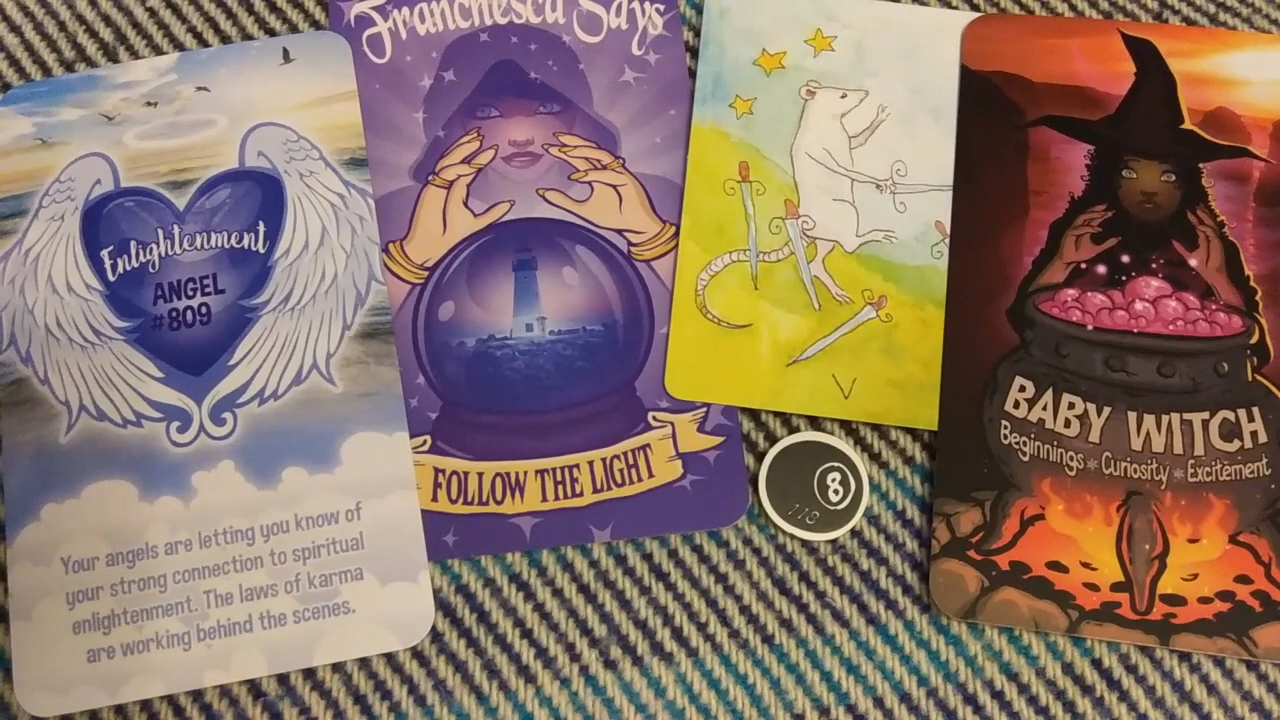 Enlightenment
ANGEL
#809
Your angels are letting you know of
your strong connection to spiritual
enlightenment. The laws of karma
are working behind the scenes.
Franchesca Says
FOLLOW THE LIGHT
V
8
118
BABY WITCH
Beginnings * Curiosity * Excitement